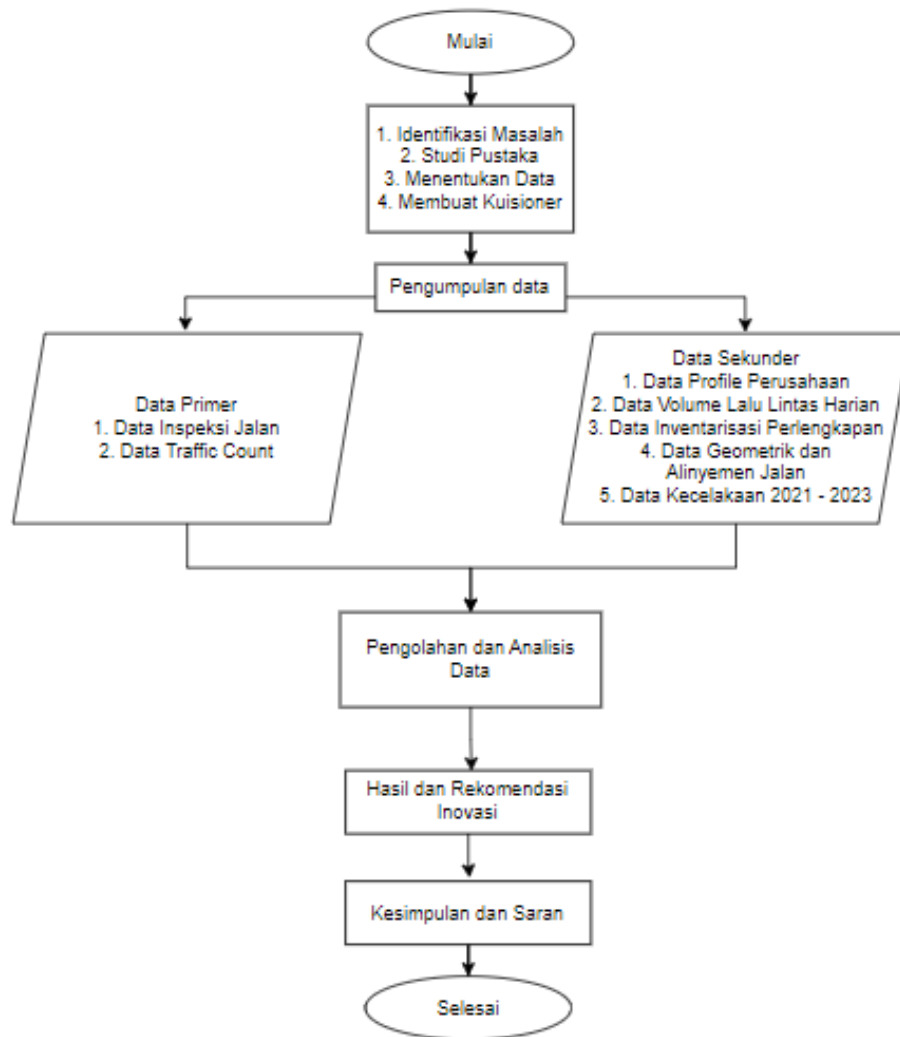 Mulai
1. Identifikasi Masalah
2. Studi Pustaka
3. Menentukan Data
4. Membuat Kuisioner
Pengumpulan data
Data Primer
1. Data Inspeksi Jalan
2. Data Traffic Count
Data Sekunder
1. Data Profile Perusahaan
2. Data Volume Lalu Lintas Harian
3. Data Inventarisasi Perlengkapan
4. Data Geometrik dan
Alinyemen Jalan
5. Data Kecelakaan 2021 - 2023
Pengolahan dan Analisis
Data
Hasil dan Rekomendasi
Inovasi
Kesimpulan dan Saran
Selesai